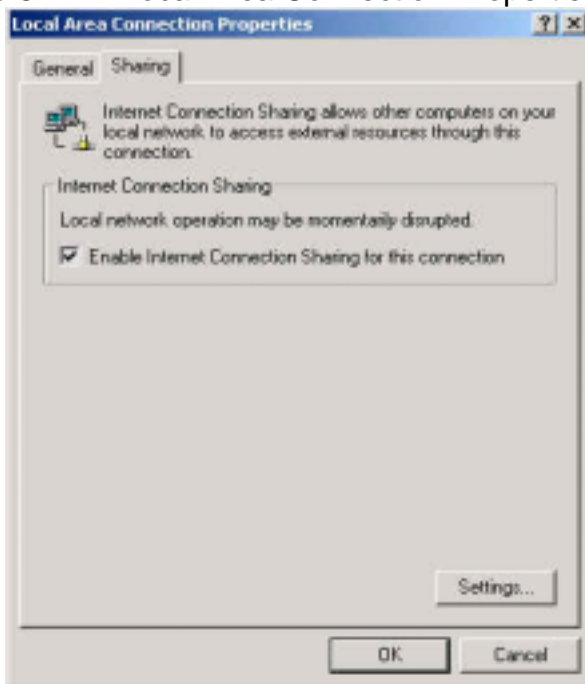 Local Area Connection Properties
General Sharing
Internet Connection Sharing allows other computers on your
local network to access external resources through this
connection.
Internet Connection Sharing
Local network operation may be momentarily disrupted.
Enable Internet Connection Sharing for this connection
Settings...
OK Cancel